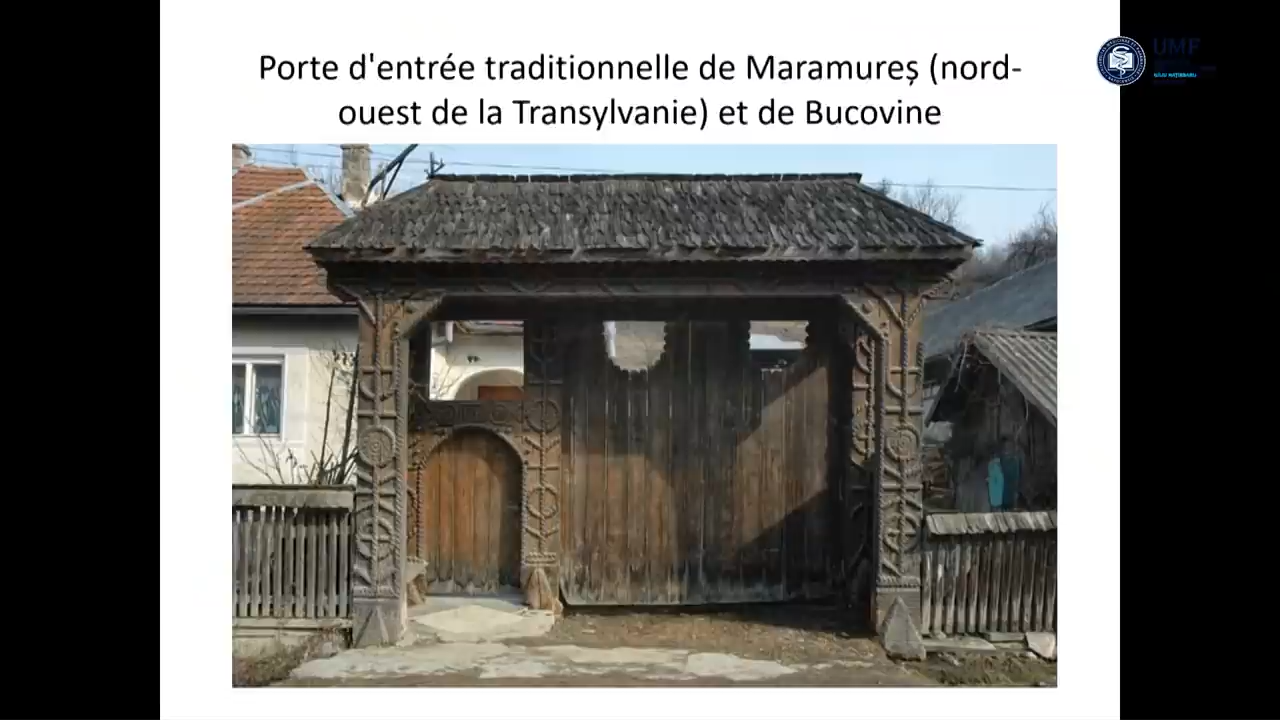 Porte d'entrée traditionnelle de Maramureș (nord-
ouest de la Transylvanie) et de Bucovine
UMF